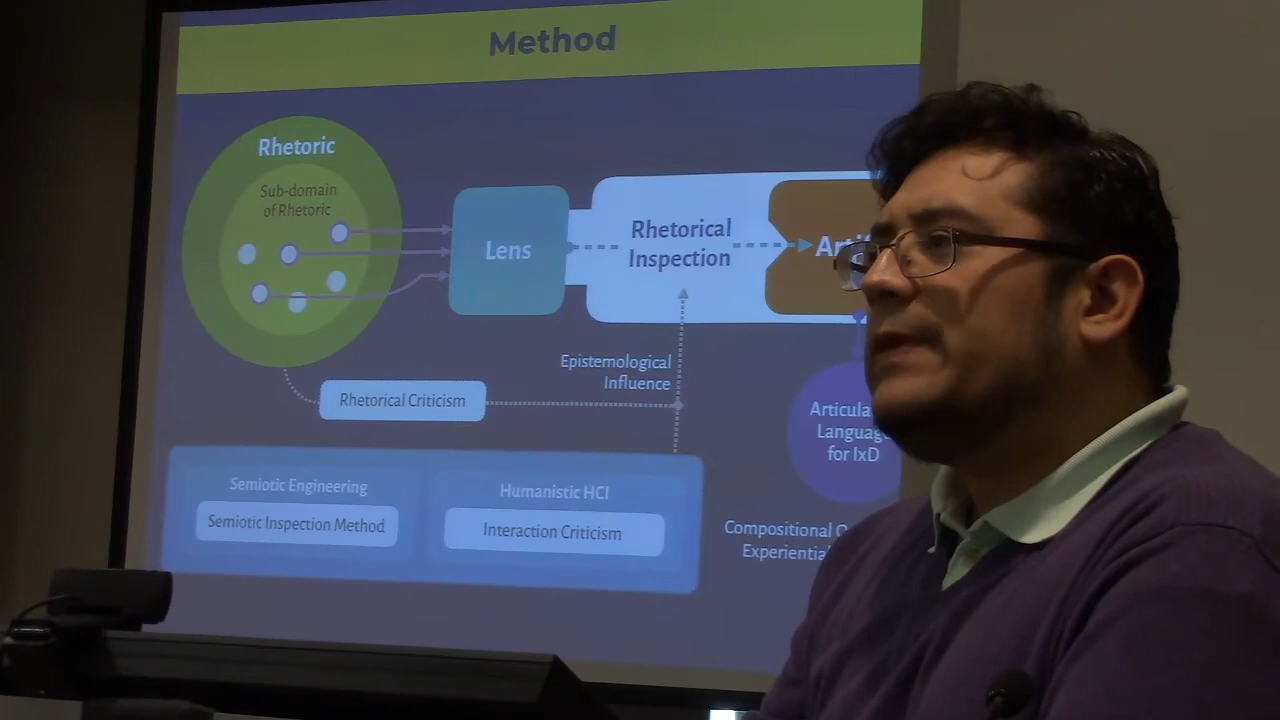 Method
Rhetoric
Sub-domain
of Rhetoric
Lens
Rhetorical
Inspection
Epistemological
Influence
Rhetorical Criticism
for IxD
Semiotic Engineering
Semiotic Inspection Method
Humanistic HCI
Interaction Criticism
Compositional